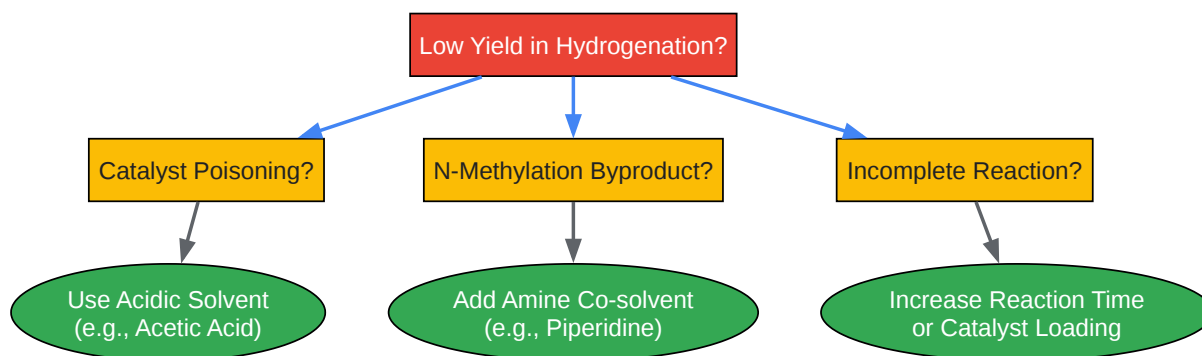 Low Yield in Hydrogenation?
Catalyst Poisoning?
N-Methylation Byproduct?
Incomplete Reaction?
Use Acidic Solvent
(e.g., Acetic Acid)
Add Amine Co-solvent
(e.g., Piperidine)
Increase Reaction Time
or Catalyst Loading